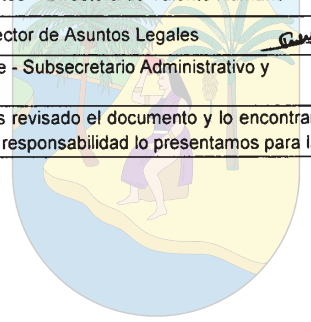 ector de Asuntos Legales
e - Subsecretario Administrativo y
s revisado el documento y lo encontra
responsabilidad lo presentamos para l